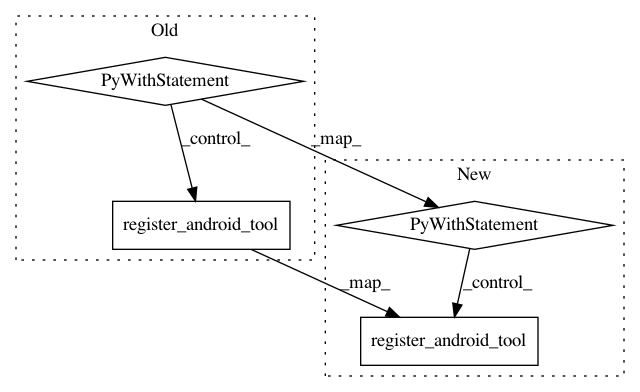 Old
PyWithStatement
_control_
_map_
New
register_android_tool
PyWithStatement
_map_
_control_
register_android_tool